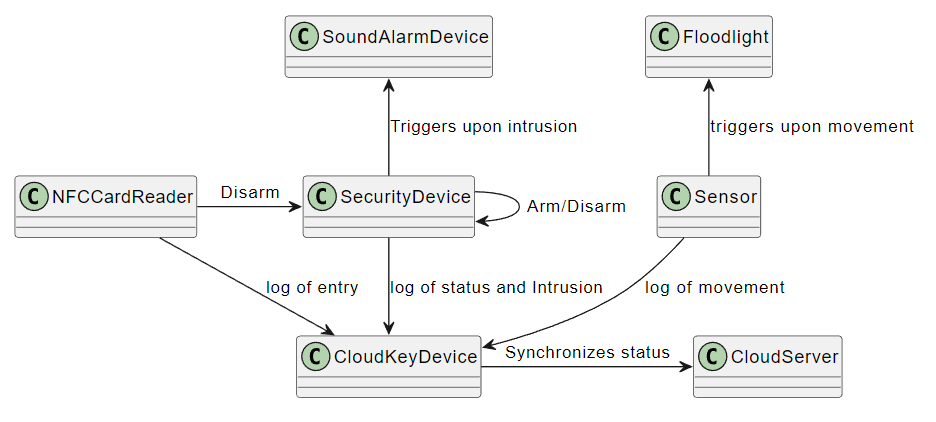 C SoundAlarmDevice
C Floodlight
Triggers upon intrusion
triggers upon movement
C NFCCardReader
Disarm
C SecurityDevice
Arm/Disarm
C Sensor
log of entry
log of status and Intrusion
log of movement
C CloudKeyDevice
Synchronizes status
C CloudServer